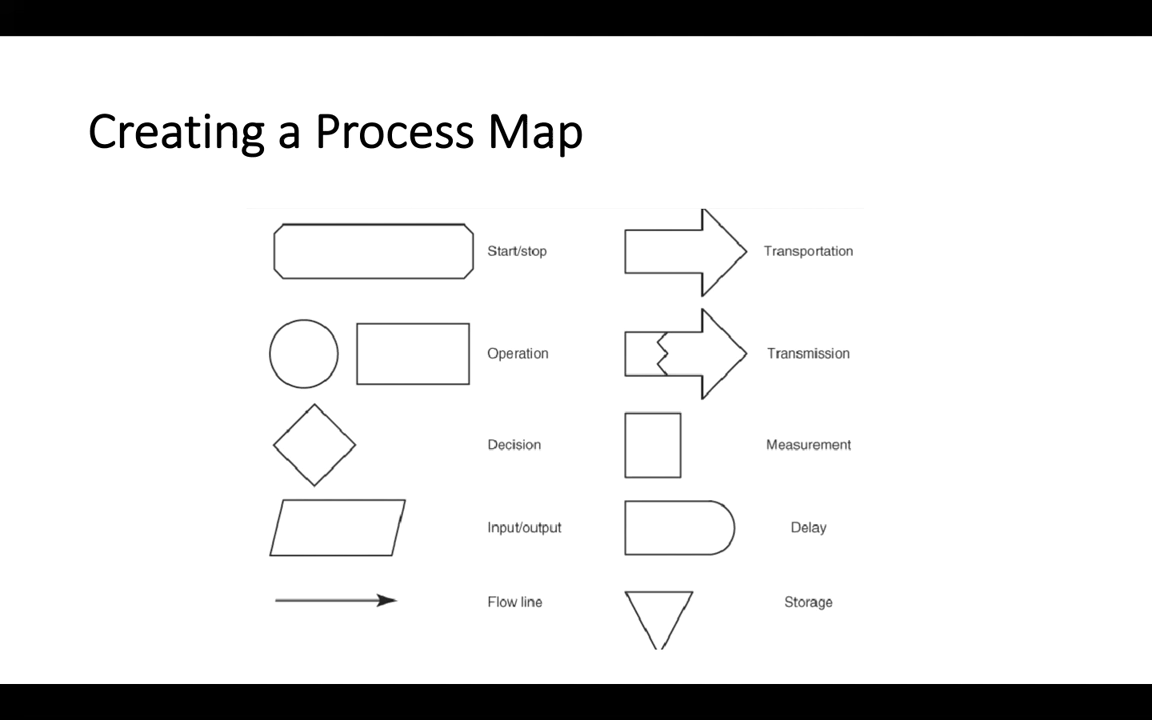 Creating a Process Map
Start/stop
Transportation
Operation
Transmission
Decision
Measurement
Input/output
Delay
Flow line
Storage